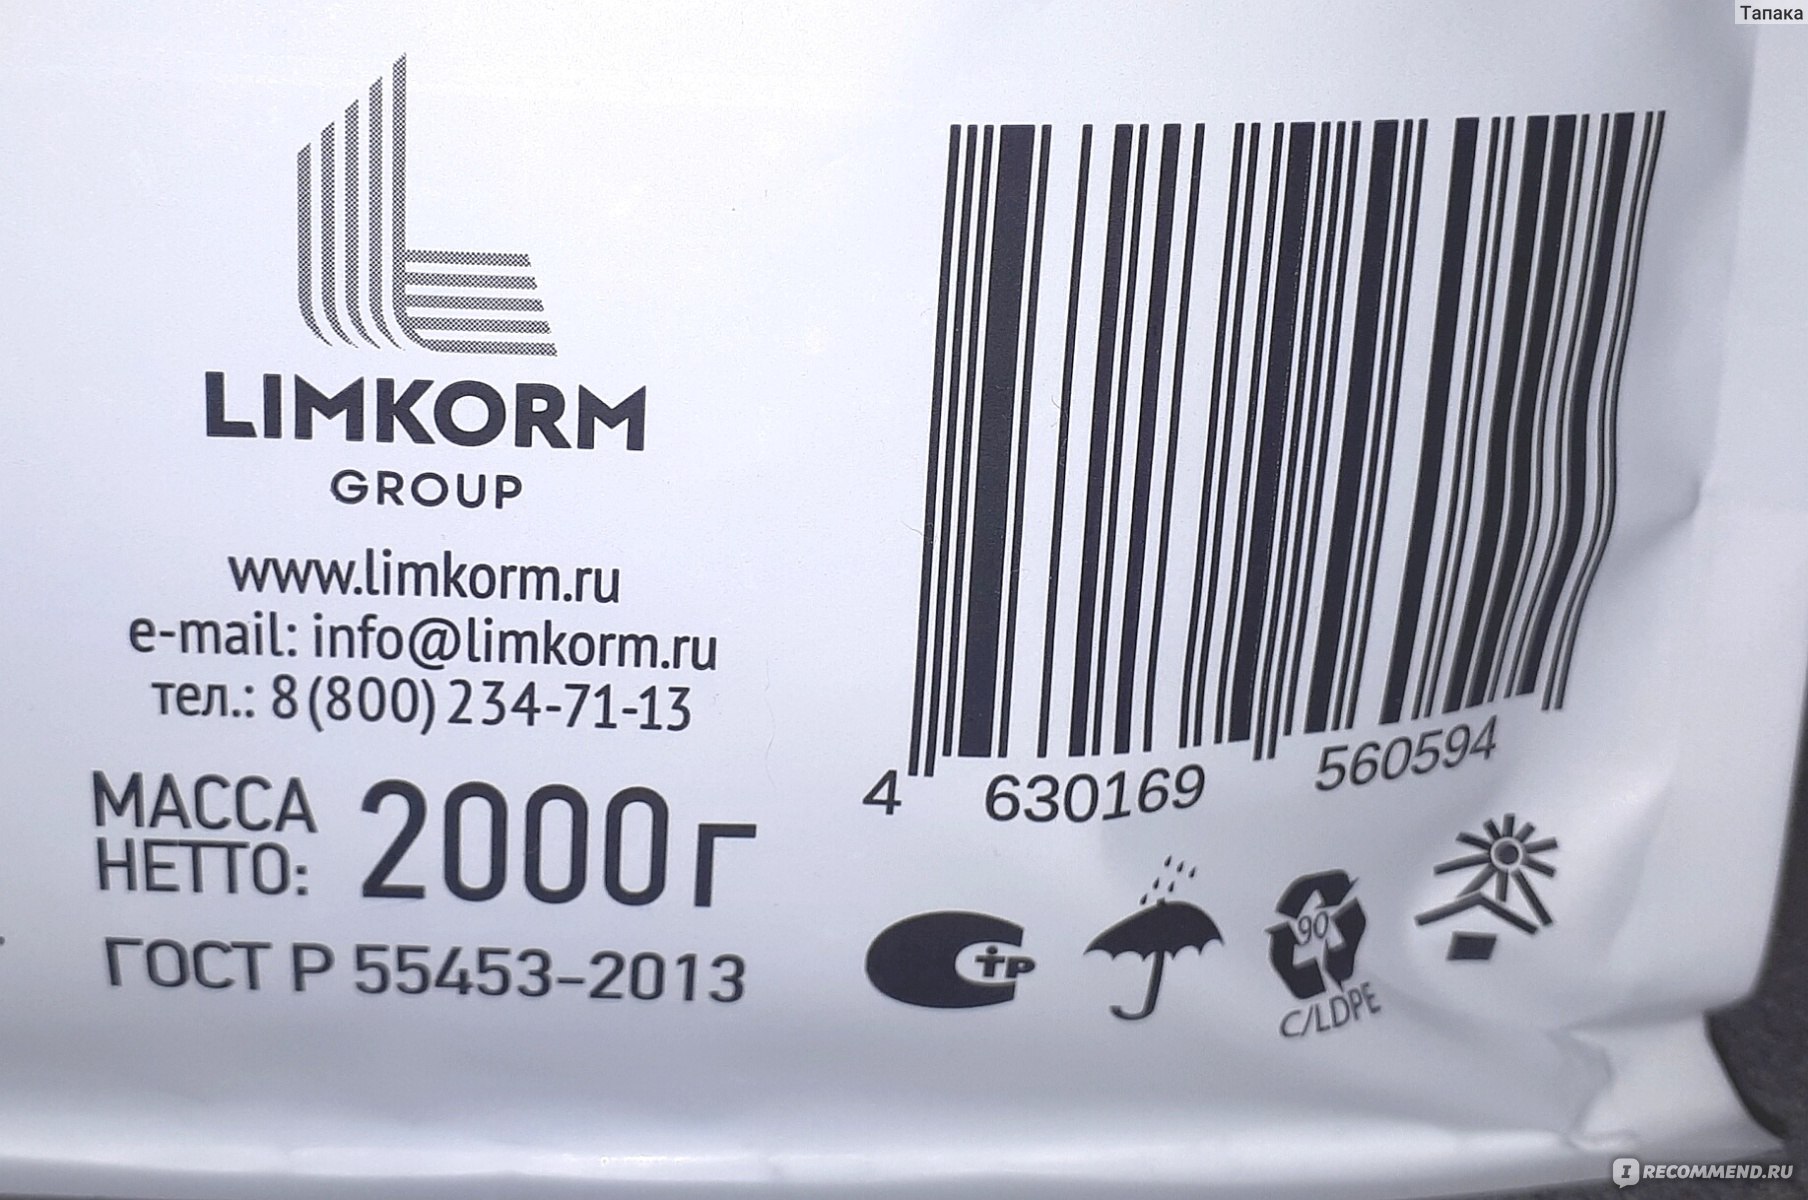 Тапака
LIMKORM
GROUP
www.limkorm.ru
e-mail: info@limkorm.ru
тел.: 8 (800) 234-71-13
МАССА
НЕТТО: 2000г
ГОСТ Р 55453-2013
4 630169 560594
СТР
90
C/LDPE
I RECOMMEND.RU